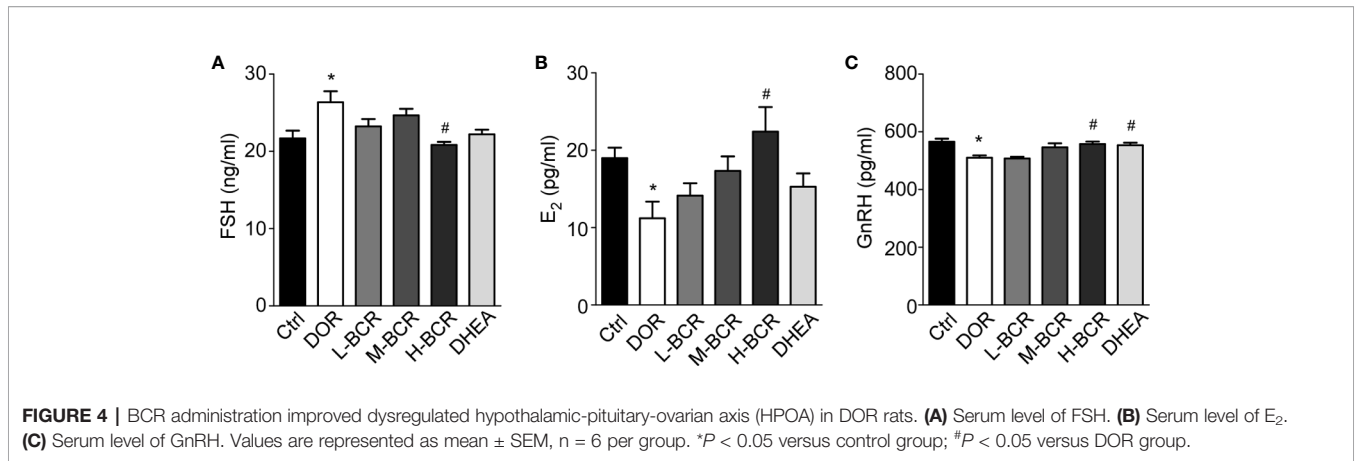 A
B
C
30
20
10
0
FSH (ng/ml)
*
#
Ctrl
DOR
L-BCR
M-BCR
H-BCR
DHEA
30
20
10
0
E₂ (pg/ml)
*
#
Ctrl
DOR
L-BCR
M-BCR
H-BCR
DHEA
800
600
400
200
0
GnRH (pg/ml)
*
#
#
Ctrl
DOR
L-BCR
M-BCR
H-BCR
DHEA
FIGURE 4 | BCR administration improved dysregulated hypothalamic-pituitary-ovarian axis (HPOA) in DOR rats. (A) Serum level of FSH. (B) Serum level of E₂.
(C) Serum level of GnRH. Values are represented as mean ± SEM, n = 6 per group. *P < 0.05 versus control group; #P < 0.05 versus DOR group.